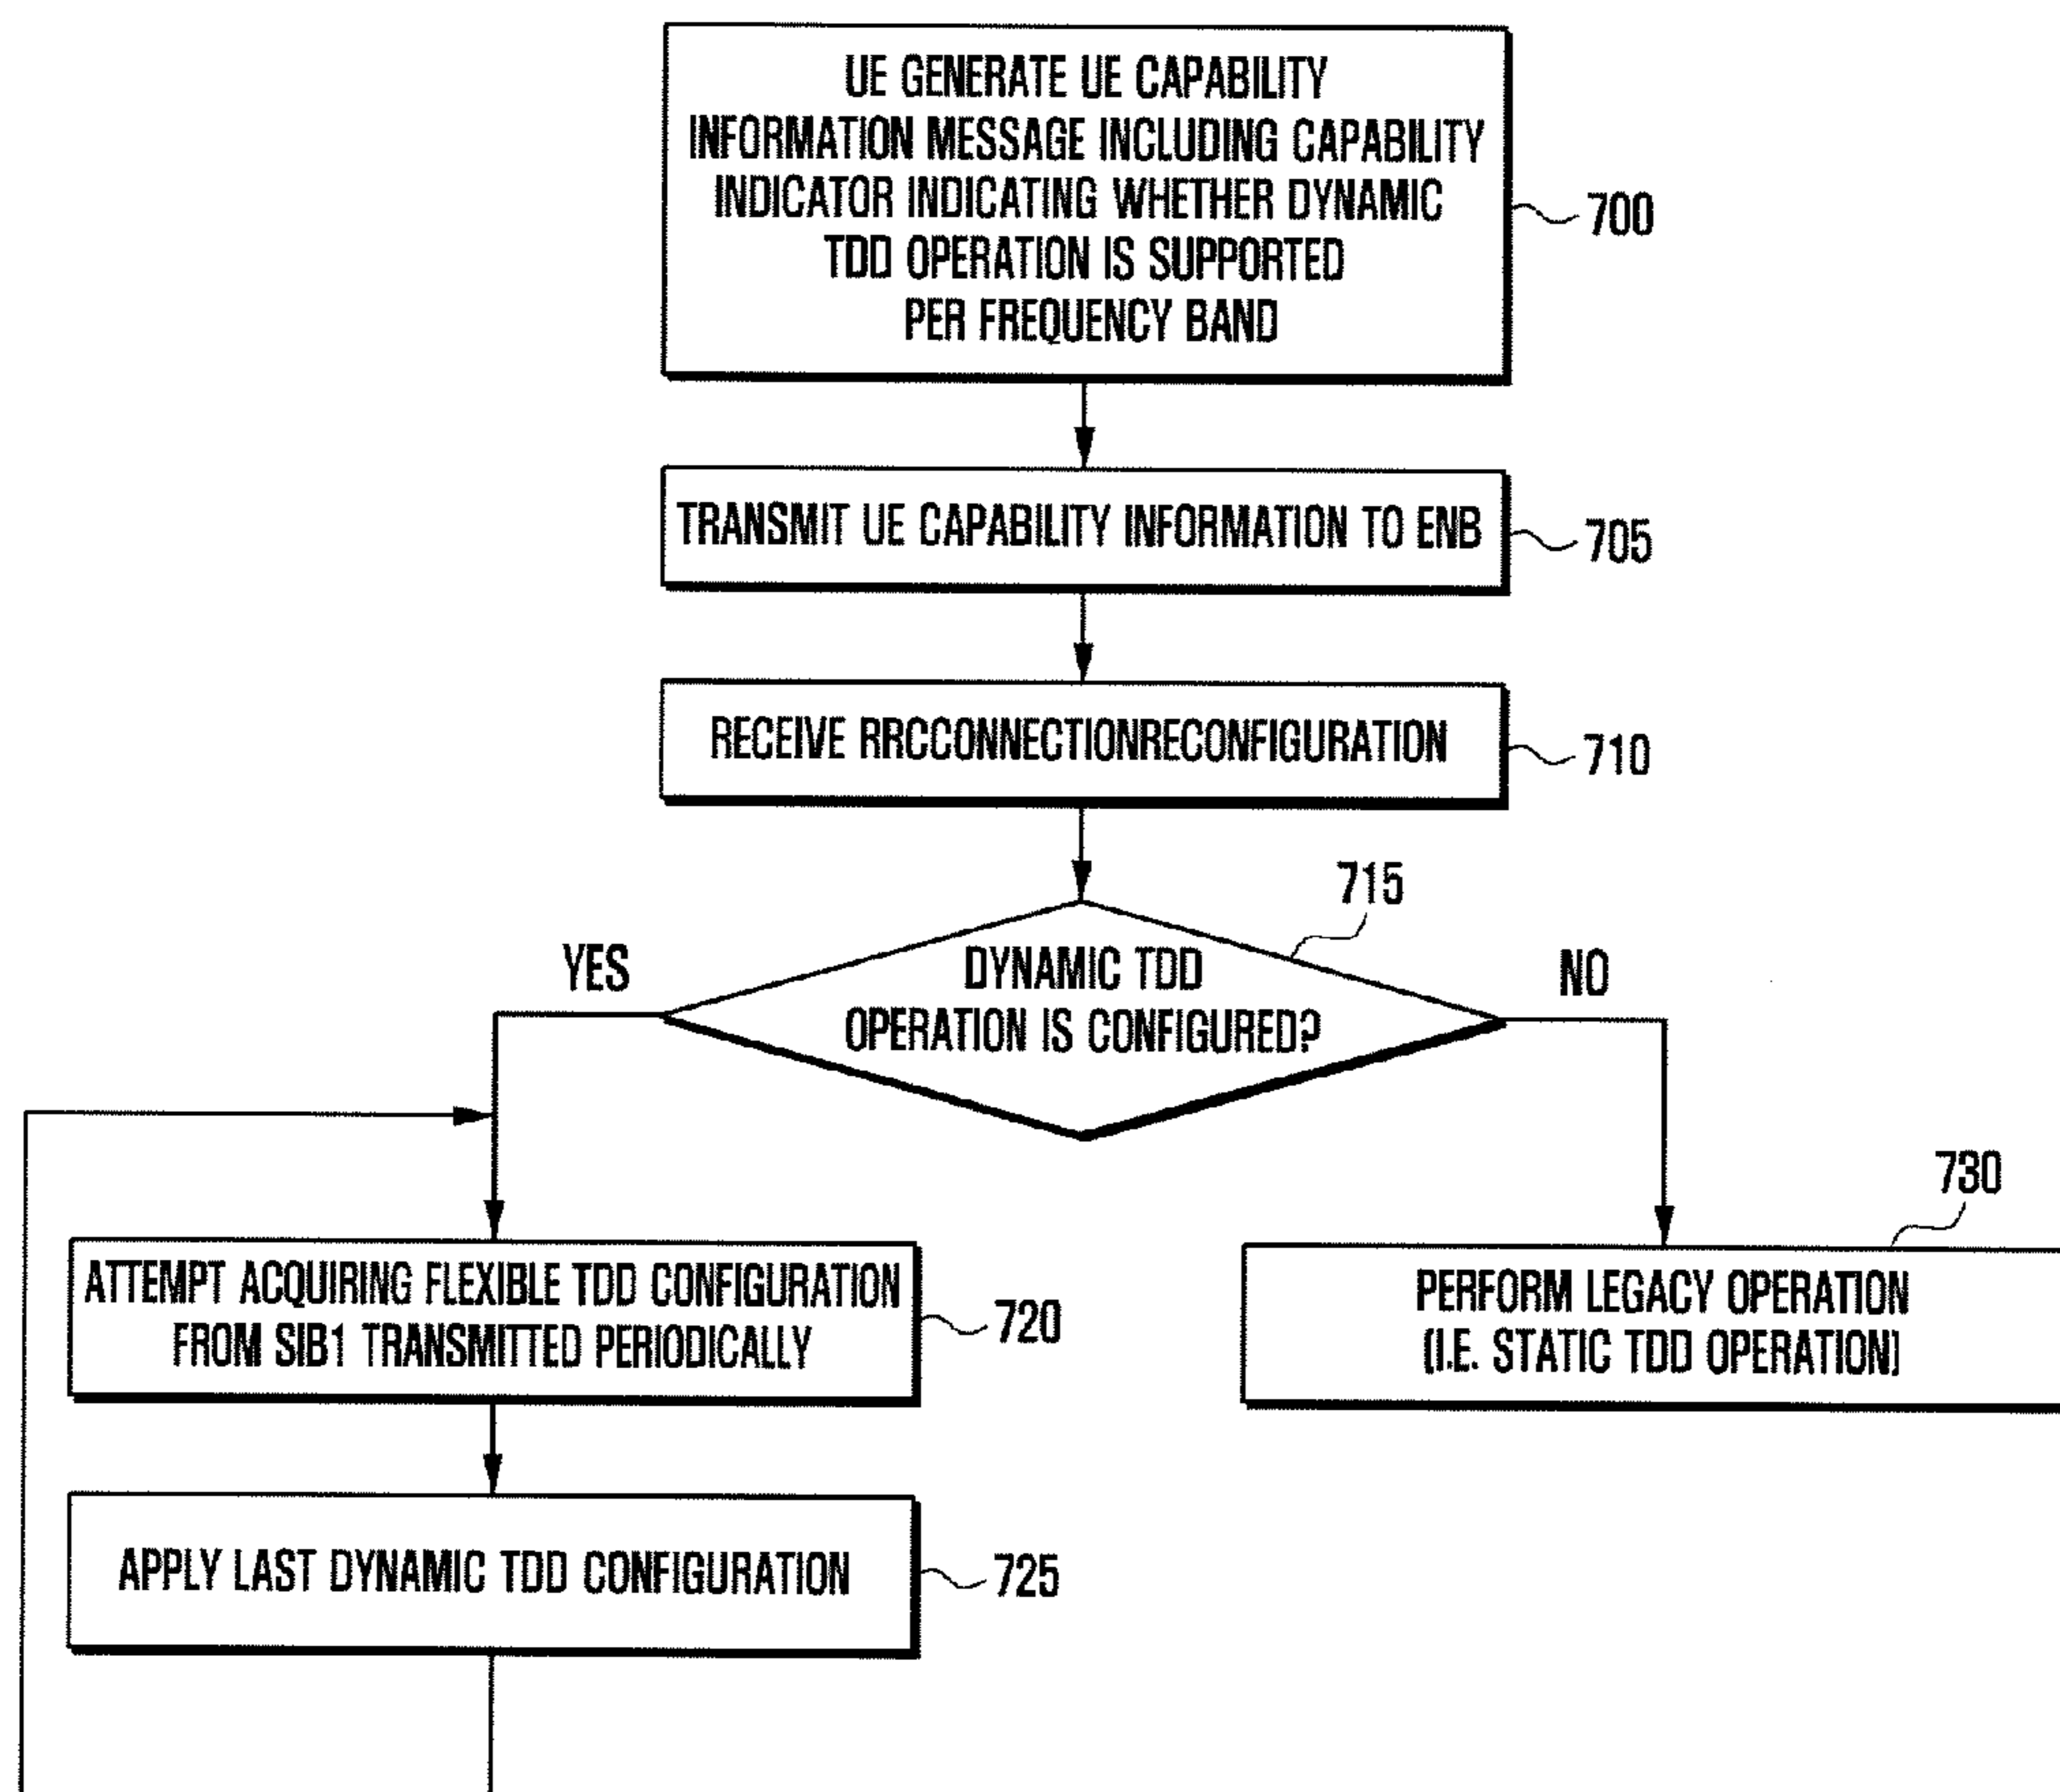 UE GENERATE UE CAPABILITY
INFORMATION MESSAGE INCLUDING CAPABILITY
INDICATOR INDICATING WHETHER DYNAMIC
TDD OPERATION IS SUPPORTED
PER FREQUENCY BAND
700
TRANSMIT UE CAPABILITY INFORMATION TO ENB
705
RECEIVE RRCCONNECTIONRECONFIGURATION
710
715
YES
DYNAMIC TDD
OPERATION IS CONFIGURED?
NO
730
ATTEMPT ACQUIRING FLEXIBLE TDD CONFIGURATION
FROM SIB1 TRANSMITTED PERIODICALLY
720
PERFORM LEGACY OPERATION
(I.E. STATIC TDD OPERATION)
APPLY LAST DYNAMIC TDD CONFIGURATION
725